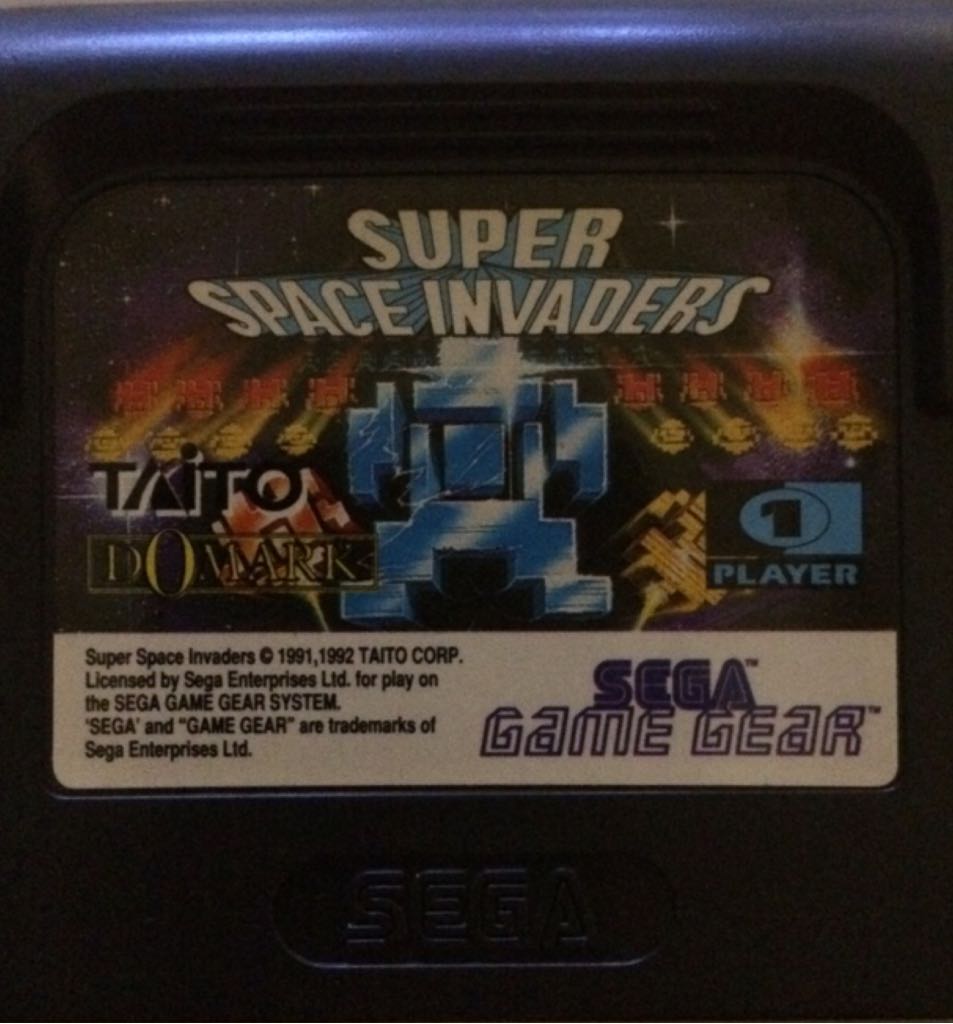 SUPER
SPACE INVADERS
TAITO
DOMARK
1
PLAYER
Super Space Invaders © 1991,1992 TAITO CORP.
Licensed by Sega Enterprises Ltd. for play on
the SEGA GAME GEAR SYSTEM.
'SEGA' and "GAME GEAR" are trademarks of
Sega Enterprises Ltd.
SEGA™
GAME GEAR™
SEGA